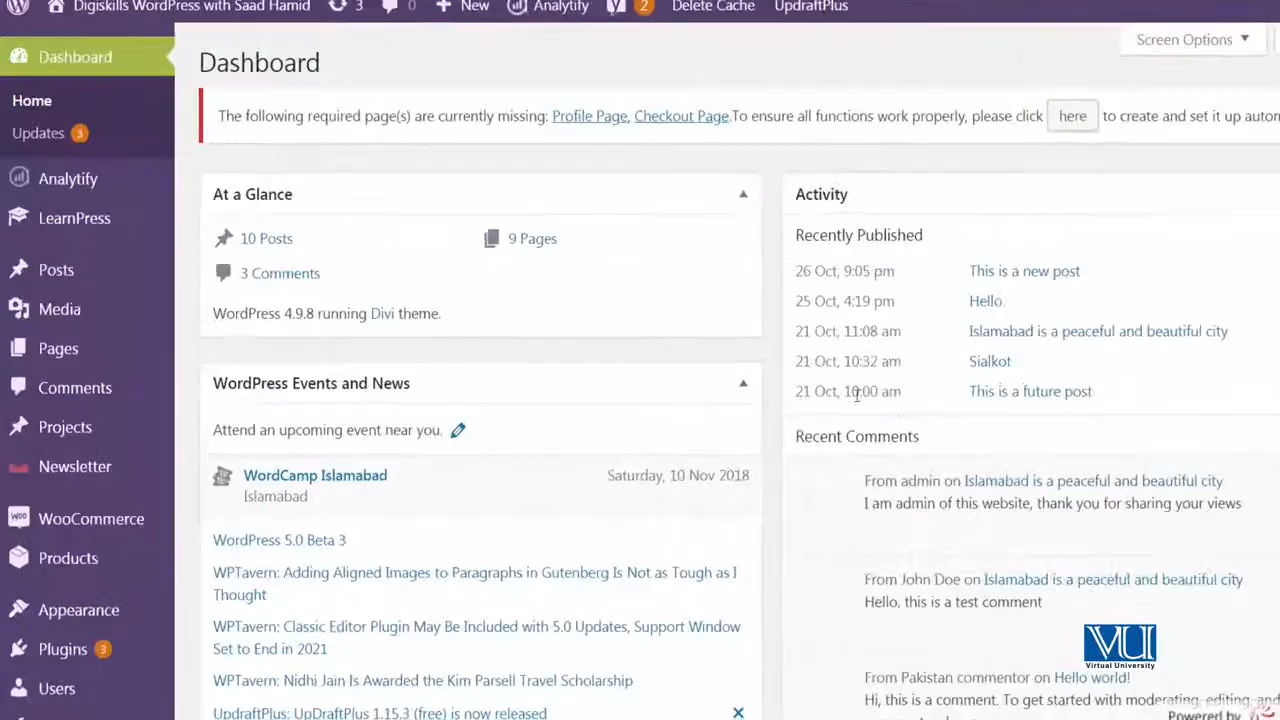 Digiskills WordPress with Saad Hamid 3 0 New Analytify 2 Delete Cache UpdraftPlus
Dashboard
Home
Updates 3
Analytify
LearnPress
Posts
Media
Pages
Comments
Projects
Newsletter
WooCommerce
Products
Appearance
Plugins 3
Users
Screen Options
Dashboard
The following required page(s) are currently missing: Profile Page, Checkout Page.To ensure all functions work properly, please click here to create and set it up
At a Glance
10 Posts 9 Pages
3 Comments
WordPress 4.9.8 running Divi theme.
WordPress Events and News
Attend an upcoming event near you.
WordCamp Islamabad Saturday, 10 Nov 2018
Islamabad
WordPress 5.0 Beta 3
WPTavern: Adding Aligned Images to Paragraphs in Gutenberg Is Not as Tough as I
Thought
WPTavern: Classic Editor Plugin May Be Included with 5.0 Updates, Support Window
Set to End in 2021
WPTavern: Nidhi Jain Is Awarded the Kim Parsell Travel Scholarship
UpdraftPlus: UpDraftPlus 1.15.3 (free) is now released
Activity
Recently Published
26 Oct, 9:05 pm This is a new post
25 Oct, 4:19 pm Hello.
21 Oct, 11:08 am Islamabad is a peaceful and beautiful city
21 Oct, 10:32 am Sialkot
21 Oct, 10:00 am This is a future post
Recent Comments
From admin on Islamabad is a peaceful and beautiful city
I am admin of this website, thank you for sharing your views
From John Doe on Islamabad is a peaceful and beautiful city
Hello, this is a test comment
From Pakistan commentor on Hello world!
Hi, this is a comment. To get started with moderating, editing, and
VU
Virtual University
Powered by